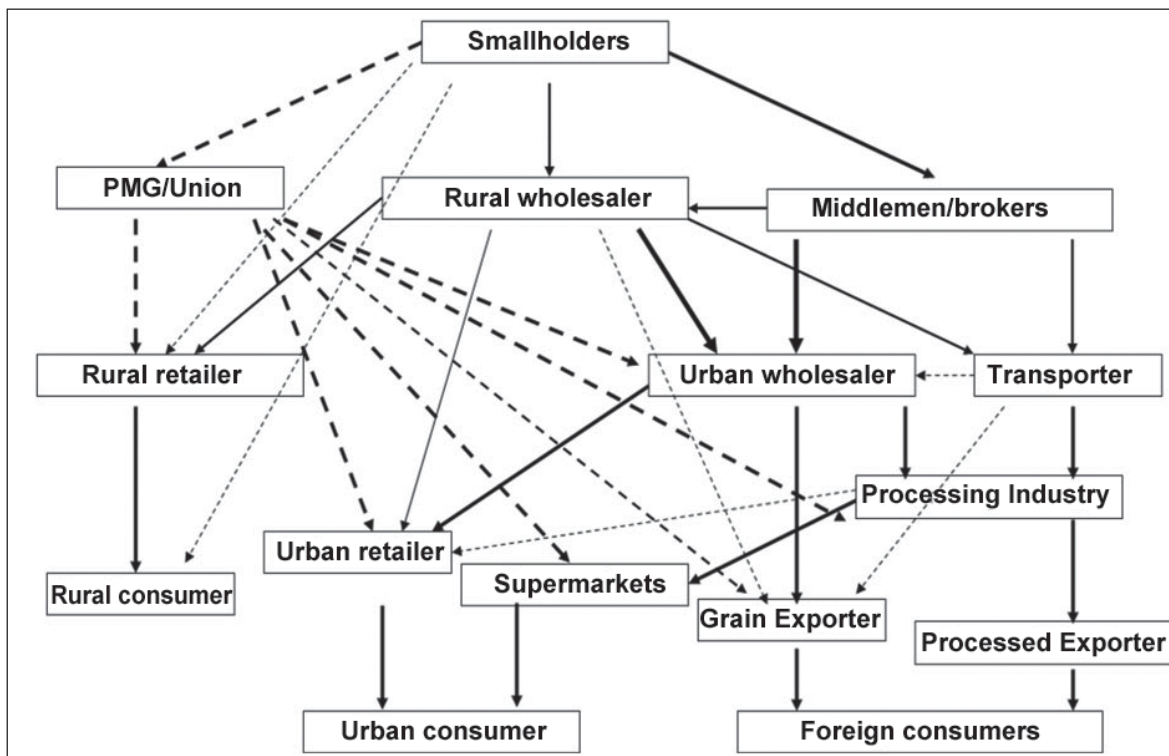 Smallholders
PMG/Union
Rural wholesaler
Middlemen/brokers
Rural retailer
Urban wholesaler
Transporter
Processing Industry
Urban retailer
Supermarkets
Rural consumer
Grain Exporter
Processed Exporter
Urban consumer
Foreign consumers